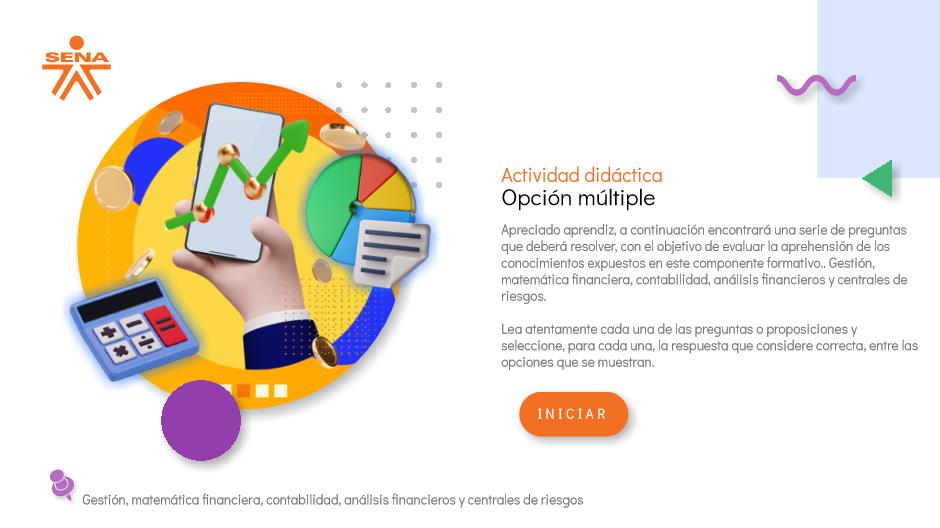 SENA
Actividad didáctica
Opción múltiple
Apreciado aprendiz, a continuación encontrará una serie de preguntas
que deberá resolver, con el objetivo de evaluar la aprehensión de los
conocimientos expuestos en este componente formativo.. Gestión,
matemática financiera, contabilidad, análisis financieros y centrales de
riesgos.
Lea atentamente cada una de las preguntas o proposiciones y
seleccione, para cada una, la respuesta que considere correcta, entre las
opciones que se muestran.
INICIAR
Gestión, matemática financiera, contabilidad, análisis financieros y centrales de riesgos